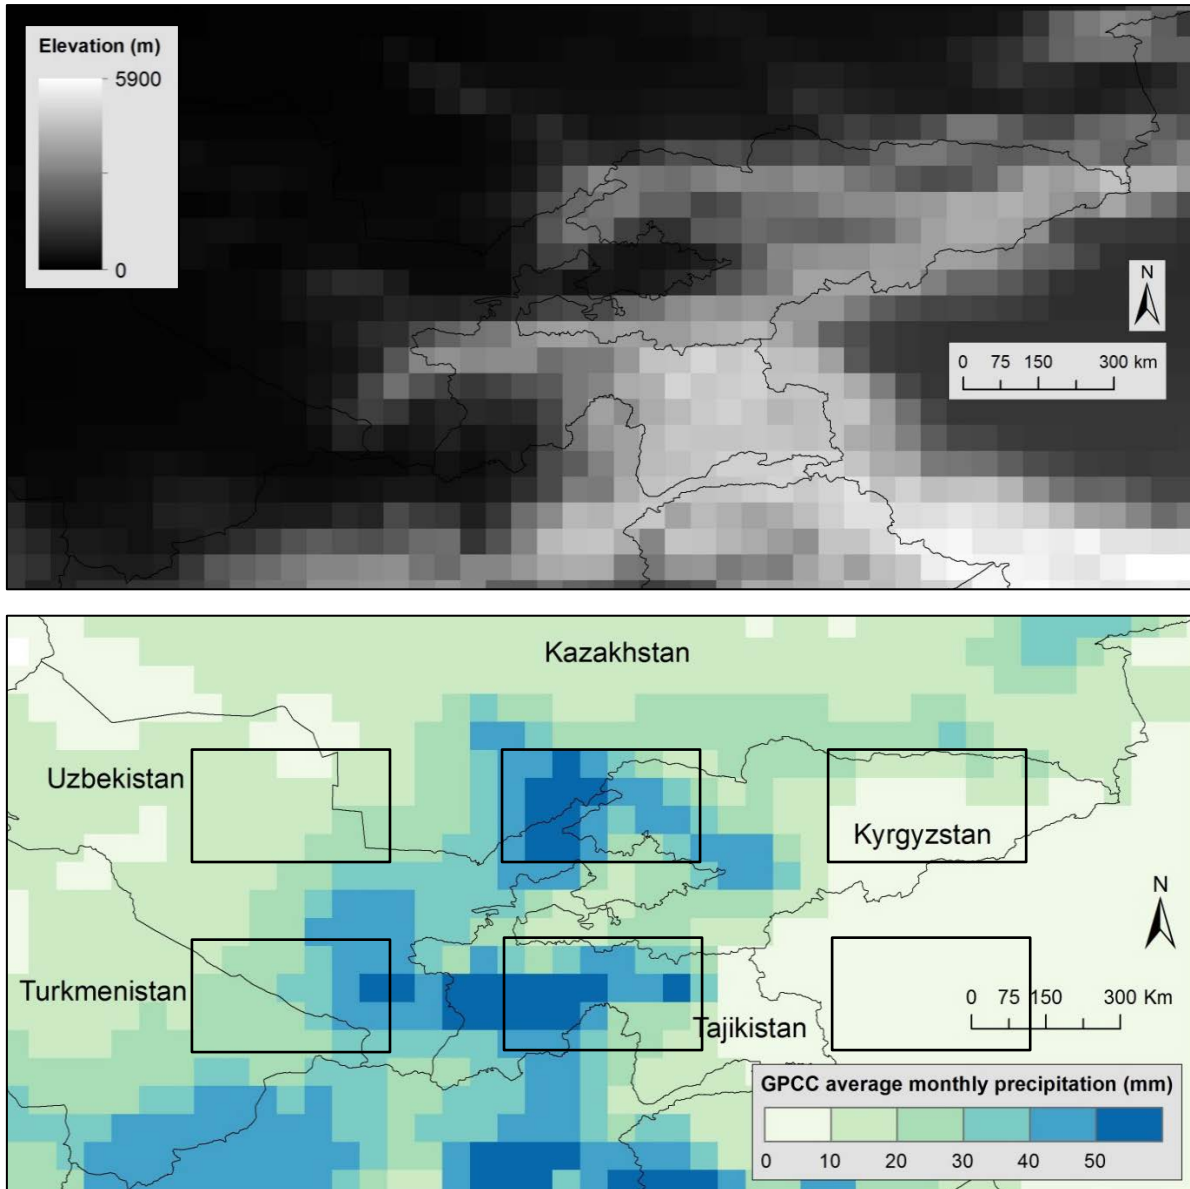 Elevation (m)
5900
0
N
0 75 150 300 km
Kazakhstan
Uzbekistan
Kyrgyzstan
N
Turkmenistan
0 75 150 300 Km
Tajikistan
GPCC average monthly precipitation (mm)
0 10 20 30 40 50